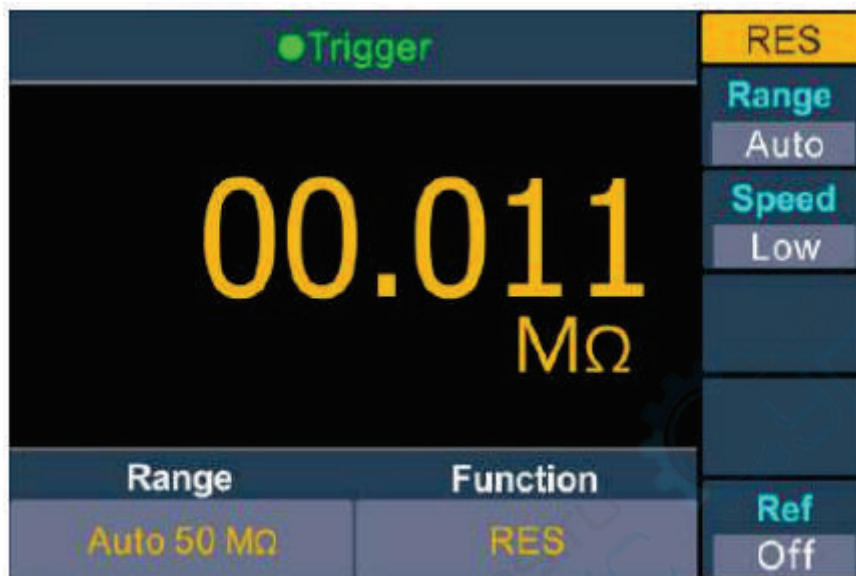 Trigger
RES
Range
Auto
Speed
Low
00.011
MΩ
Range
Function
Auto 50 MΩ
RES
Ref
Off